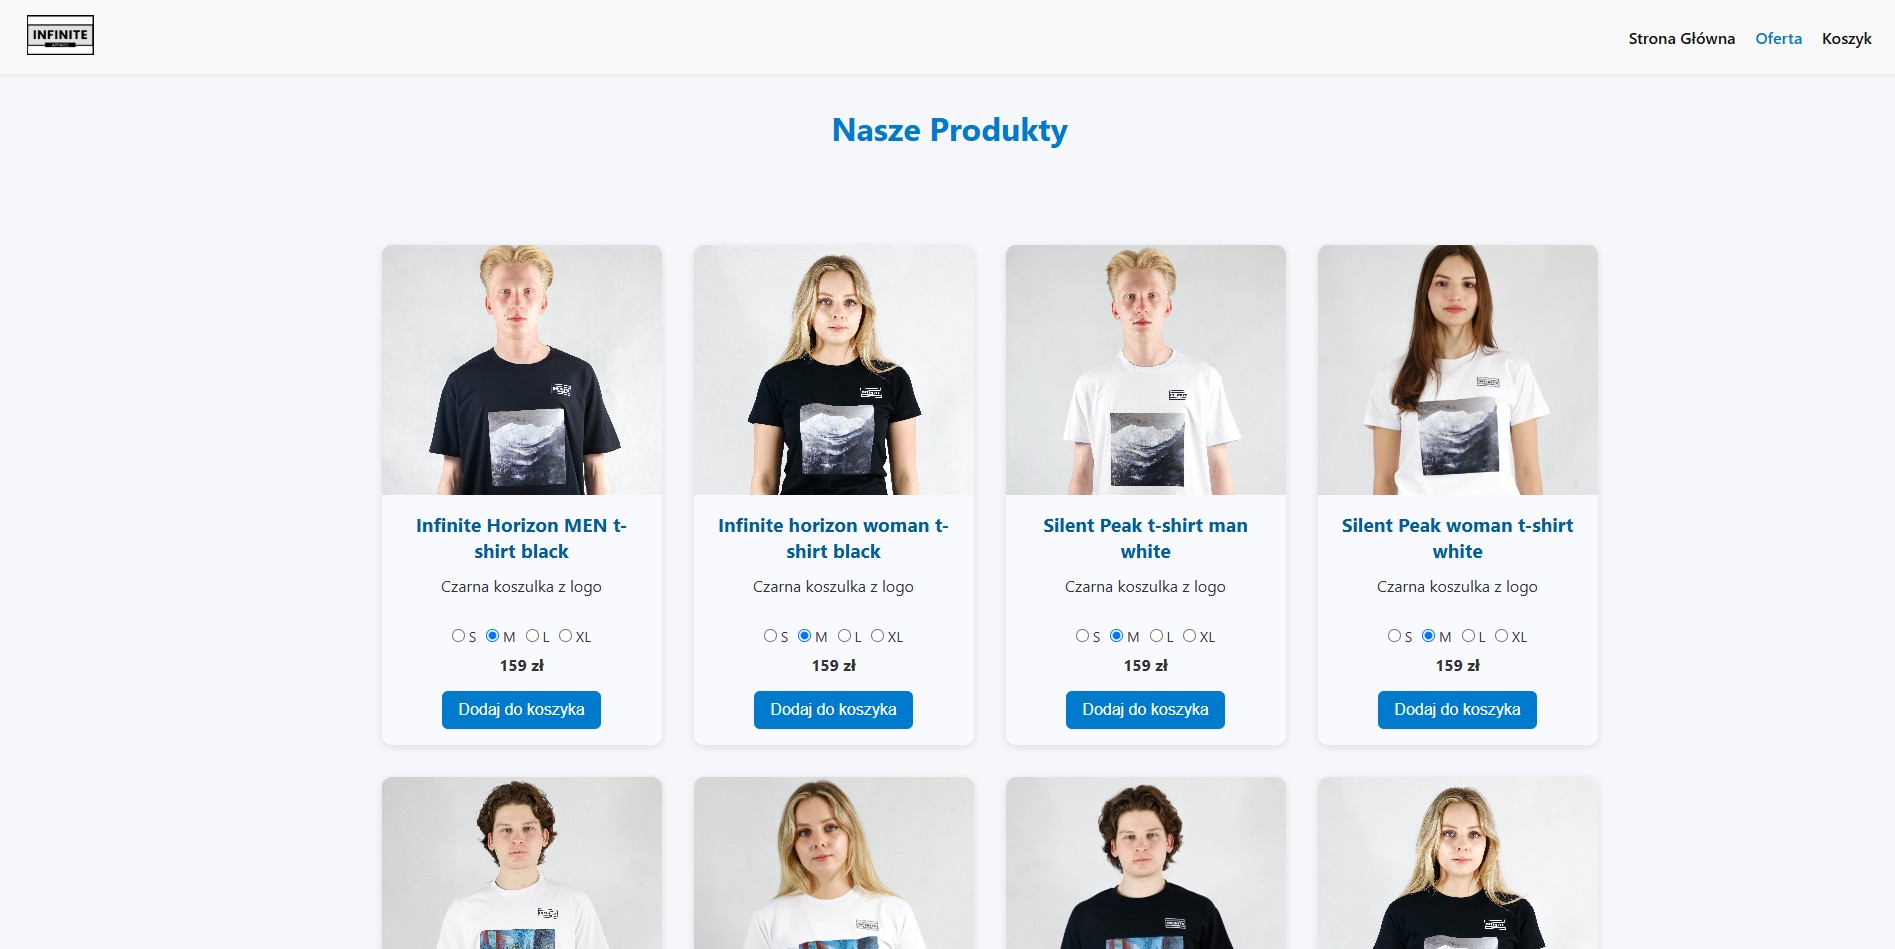 INFINITE
Strona Główna Oferta Koszyk
Nasze Produkty
Infinite Horizon MEN t-
shirt black
Czarna koszulka z logo
S M L XL
159 zł
Dodaj do koszyka
Infinite horizon woman t-
shirt black
Czarna koszulka z logo
S M L XL
159 zł
Dodaj do koszyka
Silent Peak t-shirt man
white
Czarna koszulka z logo
S M L XL
159 zł
Dodaj do koszyka
Silent Peak woman t-shirt
white
Czarna koszulka z logo
S M L XL
159 zł
Dodaj do koszyka